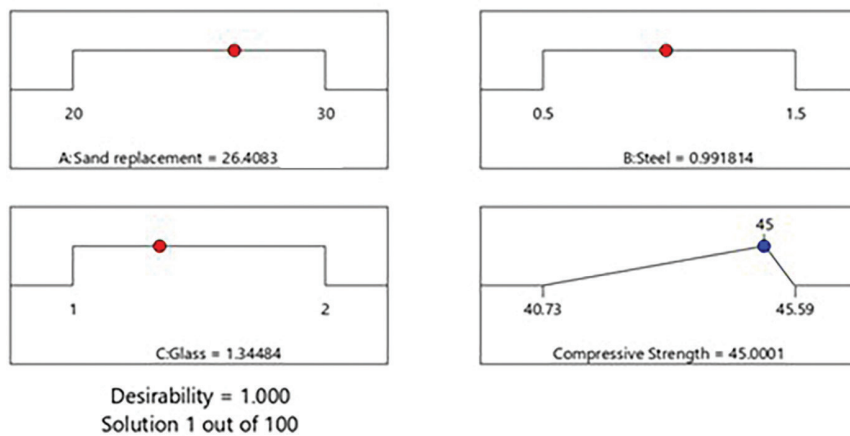 20 30
A:Sand replacement = 26.4083
0.5 1.5
B:Steel = 0.991814
1 2
C:Glass = 1.34484
45
40.73 45.59
Compressive Strength = 45.0001
Desirability = 1.000
Solution 1 out of 100